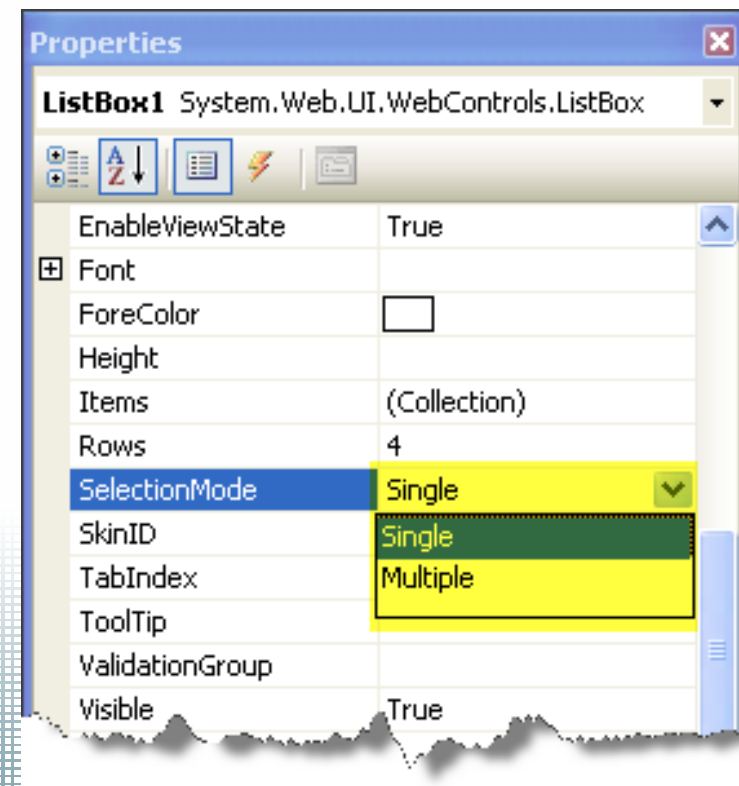 Properties
ListBox1 System.Web.UI.WebControls.ListBox
A
Z
EnableViewState True
Font
ForeColor
Height
Items (Collection)
Rows 4
SelectionMode Single
SkinID Single
TabIndex Multiple
ToolTip
ValidationGroup
Visible True